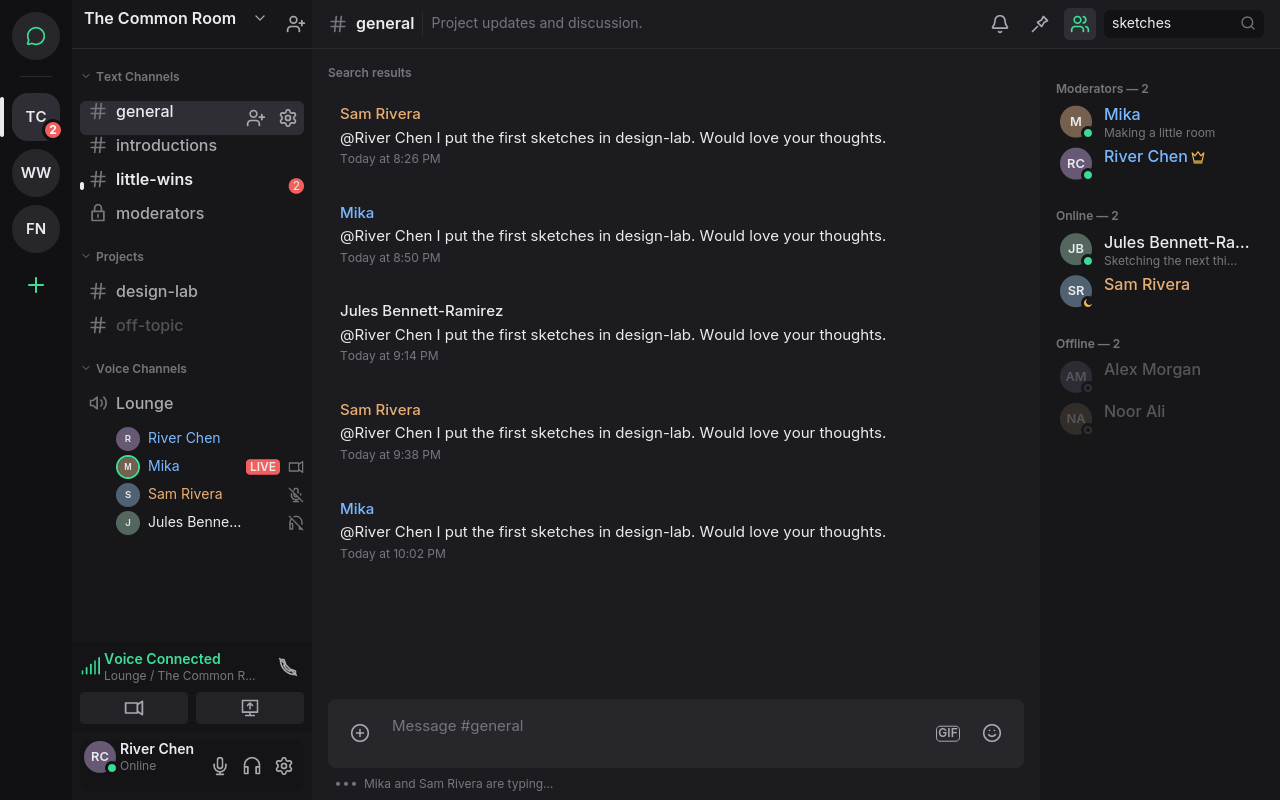 The Common Room
general
Project updates and discussion.
sketches
TC
2
WW
FN
Text Channels
general
introductions
little-wins
2
moderators
Projects
design-lab
off-topic
Voice Channels
Lounge
R
River Chen
M
Mika
LIVE
S
Sam Rivera
J
Jules Benne...
Voice Connected
Lounge / The Common R...
RC
River Chen
Online
Search results
Sam Rivera
@River Chen I put the first sketches in design-lab. Would love your thoughts.
Today at 8:26 PM
Mika
@River Chen I put the first sketches in design-lab. Would love your thoughts.
Today at 8:50 PM
Jules Bennett-Ramirez
@River Chen I put the first sketches in design-lab. Would love your thoughts.
Today at 9:14 PM
Sam Rivera
@River Chen I put the first sketches in design-lab. Would love your thoughts.
Today at 9:38 PM
Mika
@River Chen I put the first sketches in design-lab. Would love your thoughts.
Today at 10:02 PM
Message #general
GIF
Mika and Sam Rivera are typing...
Moderators — 2
M
Mika
Making a little room
RC
River Chen
Online — 2
JB
Jules Bennett-Ra...
Sketching the next thi...
SR
Sam Rivera
Offline — 2
AM
Alex Morgan
NA
Noor Ali